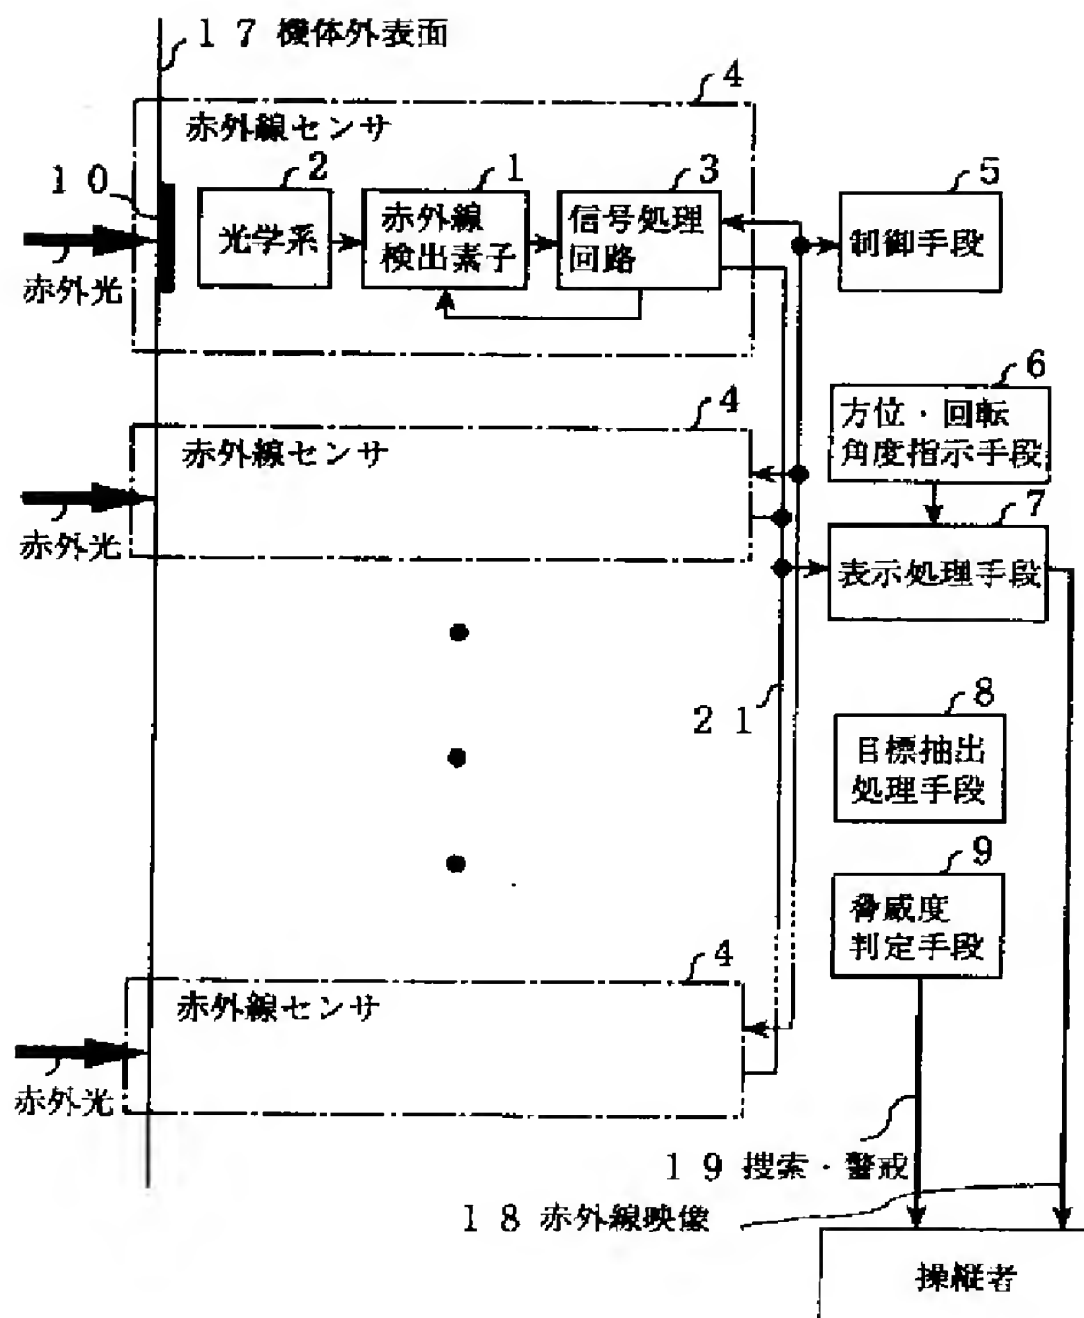 17 機体外表面
4
赤外線センサ
10
2
光学系
1
赤外線
検出素子
3
信号処理
回路
5
制御手段
赤外光
6
方位・回転
角度指示手段
4
赤外線センサ
赤外光
7
表示処理手段
21
8
目標抽出
処理手段
9
脅威度
判定手段
4
赤外線センサ
赤外光
19 捜索・警戒
18 赤外線映像
操縦者